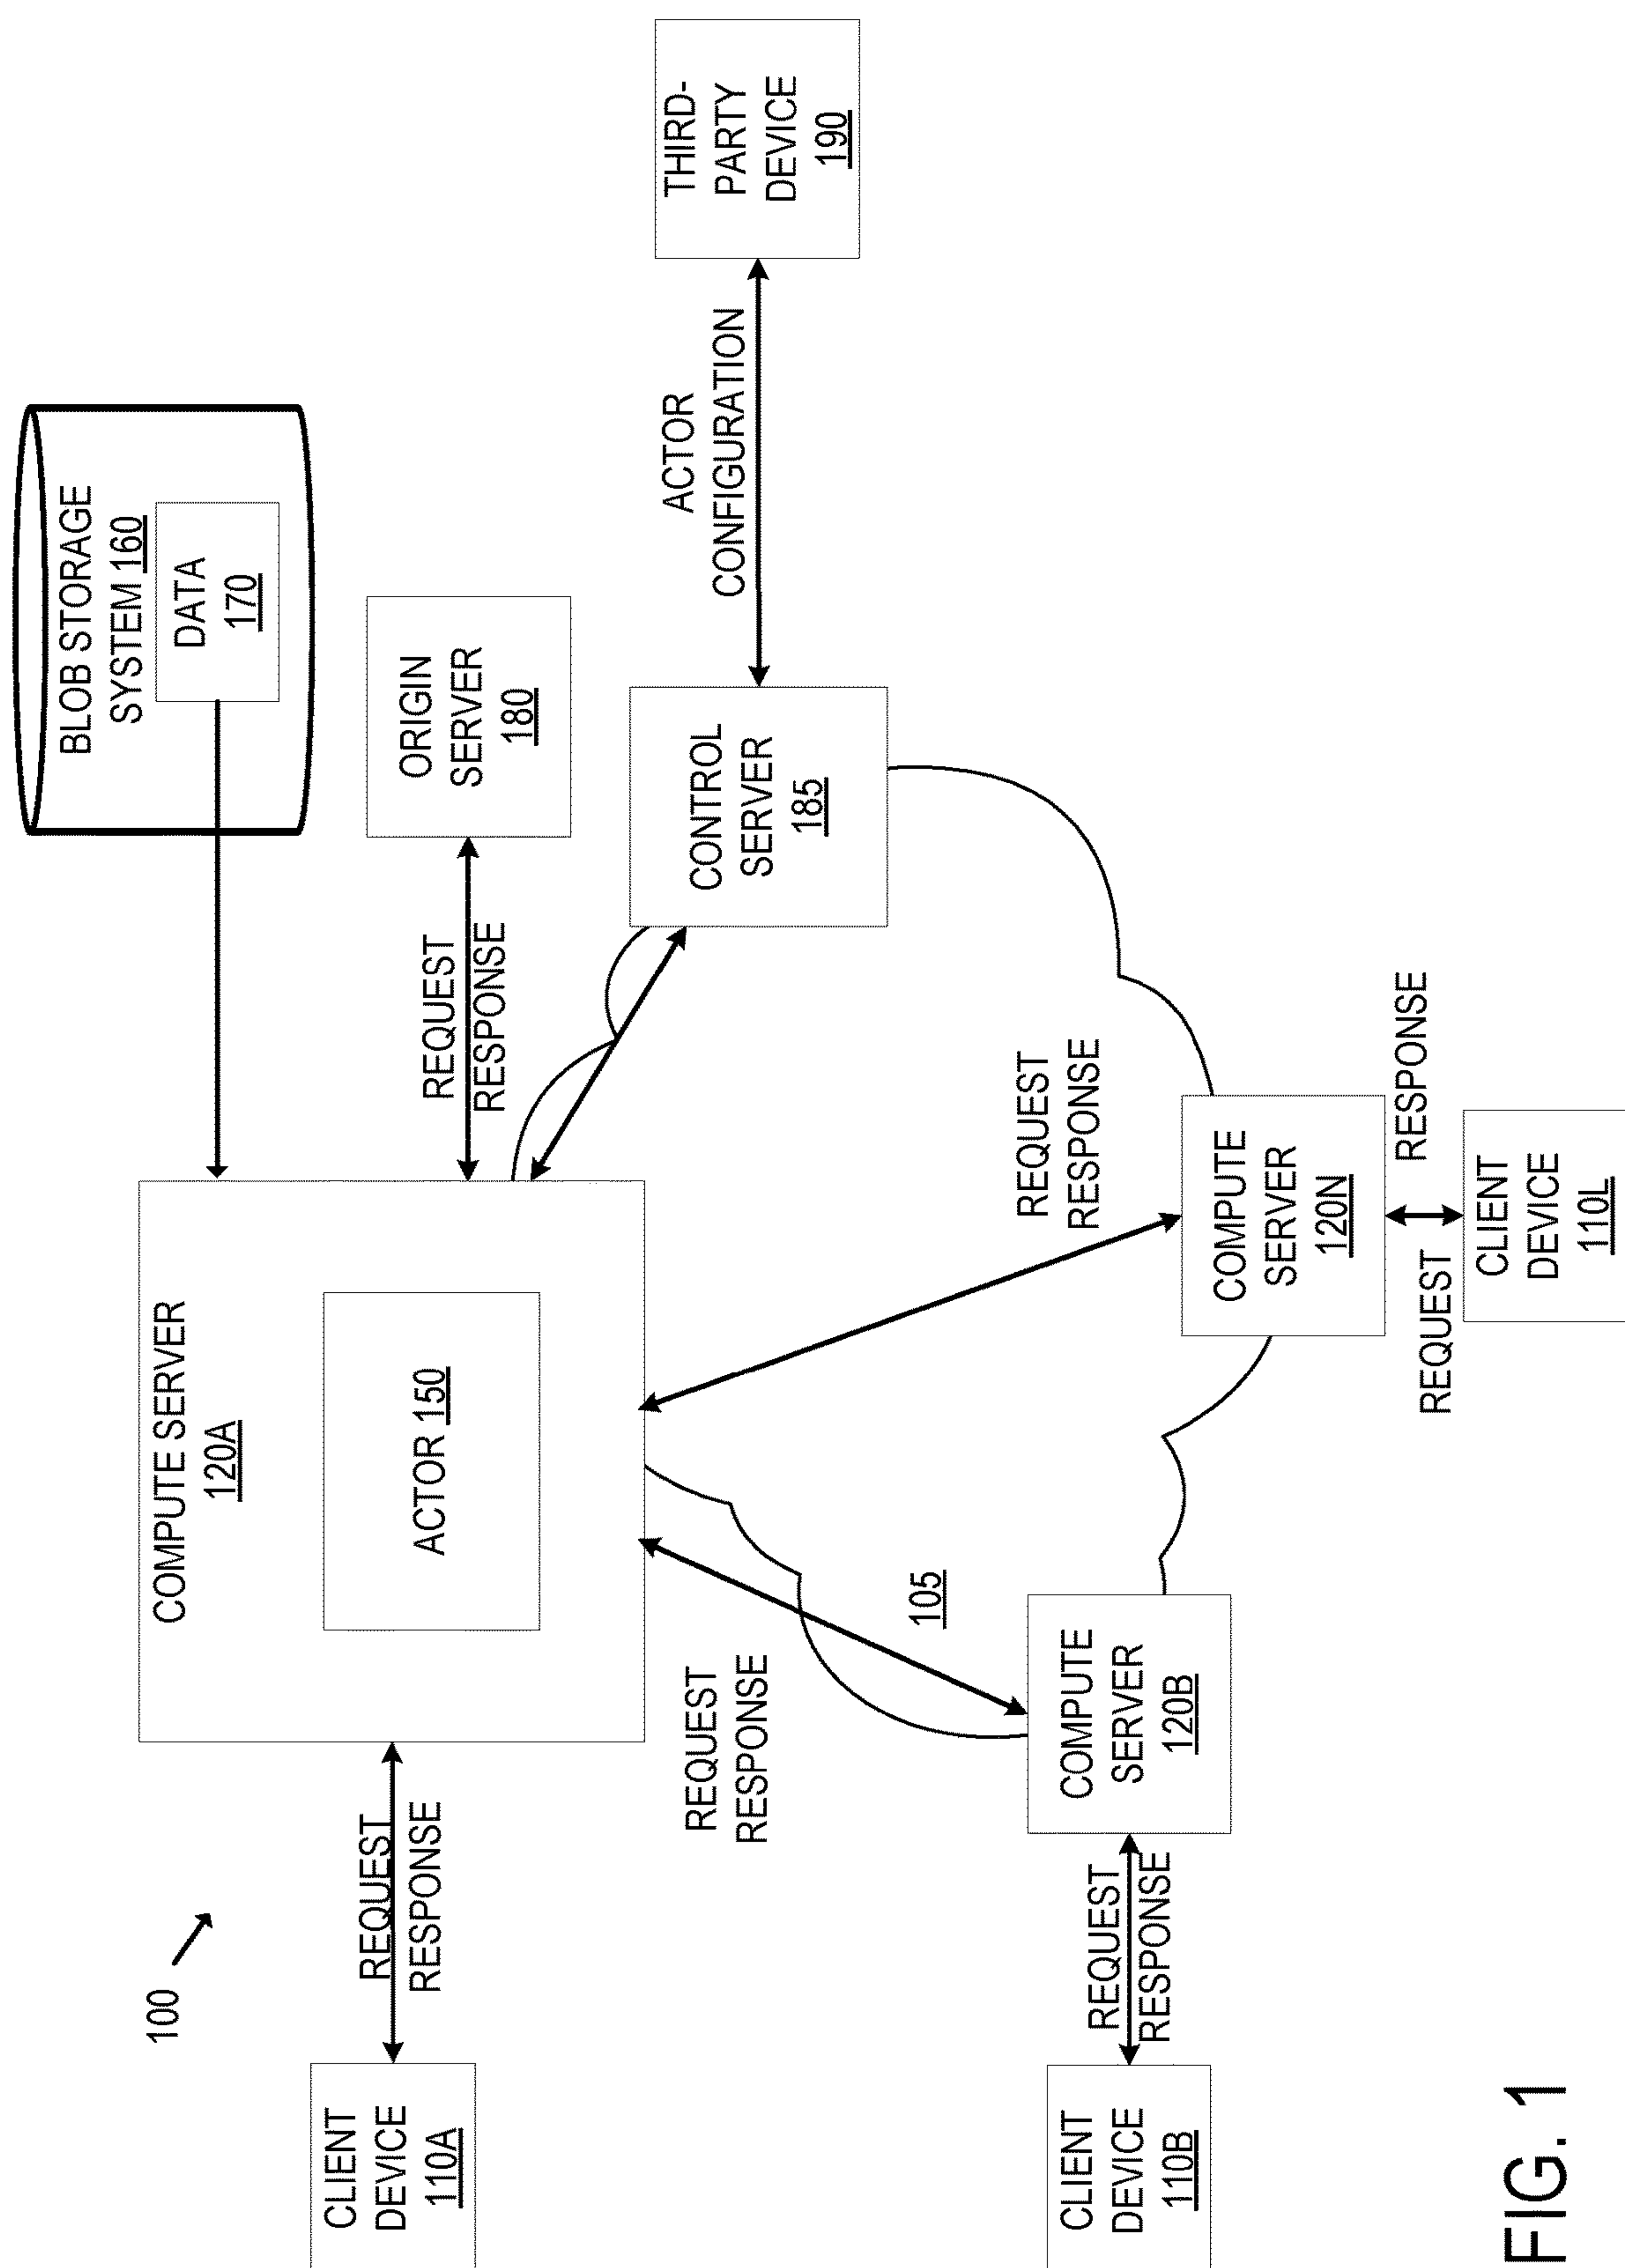 100
BLOB STORAGE
SYSTEM 160
DATA
170
COMPUTE SERVER
120A
ACTOR 150
CLIENT
DEVICE
110A
REQUEST
RESPONSE
REQUEST
RESPONSE
ORIGIN
SERVER
180
CONTROL
SERVER
185
ACTOR
CONFIGURATION
THIRD-
PARTY
DEVICE
190
REQUEST
RESPONSE
105
REQUEST
RESPONSE
CLIENT
DEVICE
110B
REQUEST
RESPONSE
COMPUTE
SERVER
120B
COMPUTE
SERVER
120N
REQUEST
RESPONSE
CLIENT
DEVICE
110L
FIG. 1